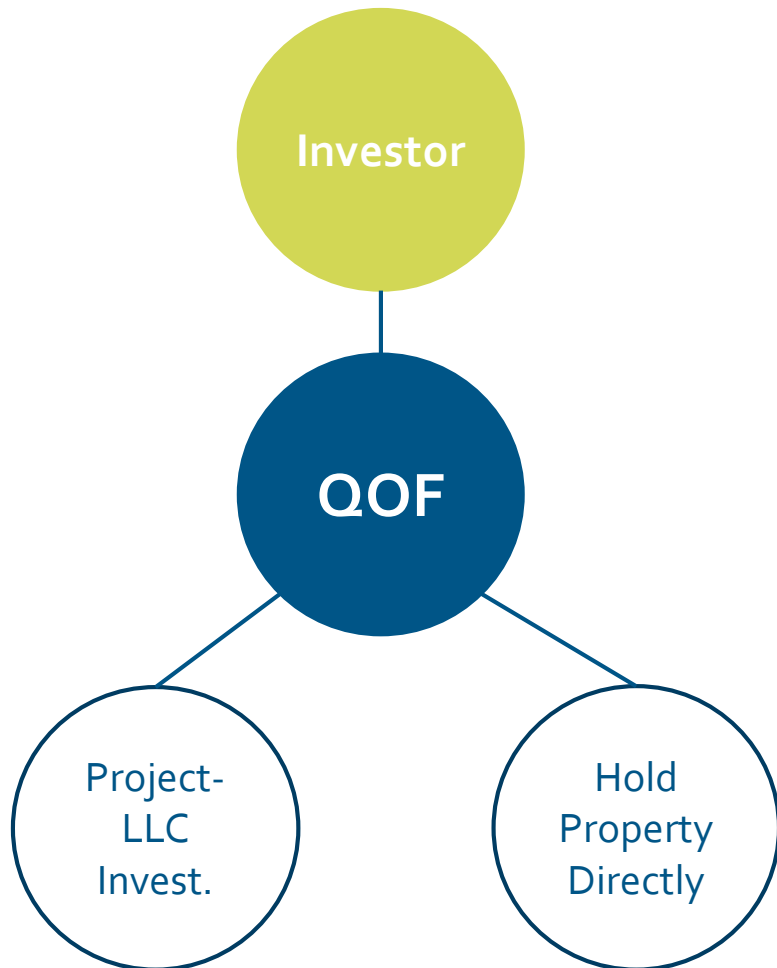 Investor
QOF
Project-
LLC
Invest.
Hold
Property
Directly